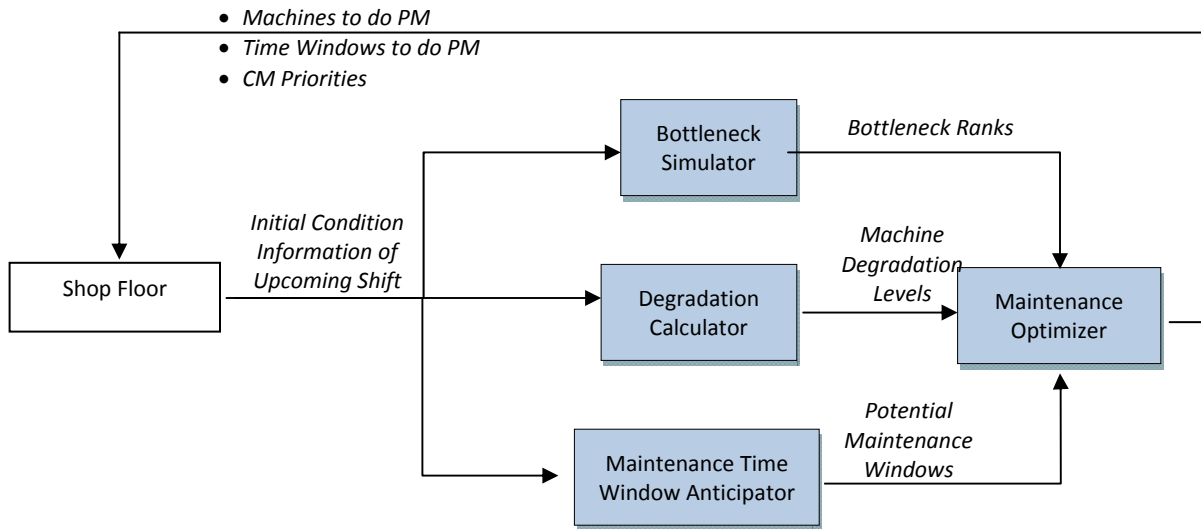 • Machines to do PM
• Time Windows to do PM
• CM Priorities
Bottleneck
Simulator
Bottleneck Ranks
Initial Condition
Information of
Upcoming Shift
Shop Floor
Degradation
Calculator
Machine
Degradation
Levels
Maintenance
Optimizer
Maintenance Time
Window Anticipator
Potential
Maintenance
Windows